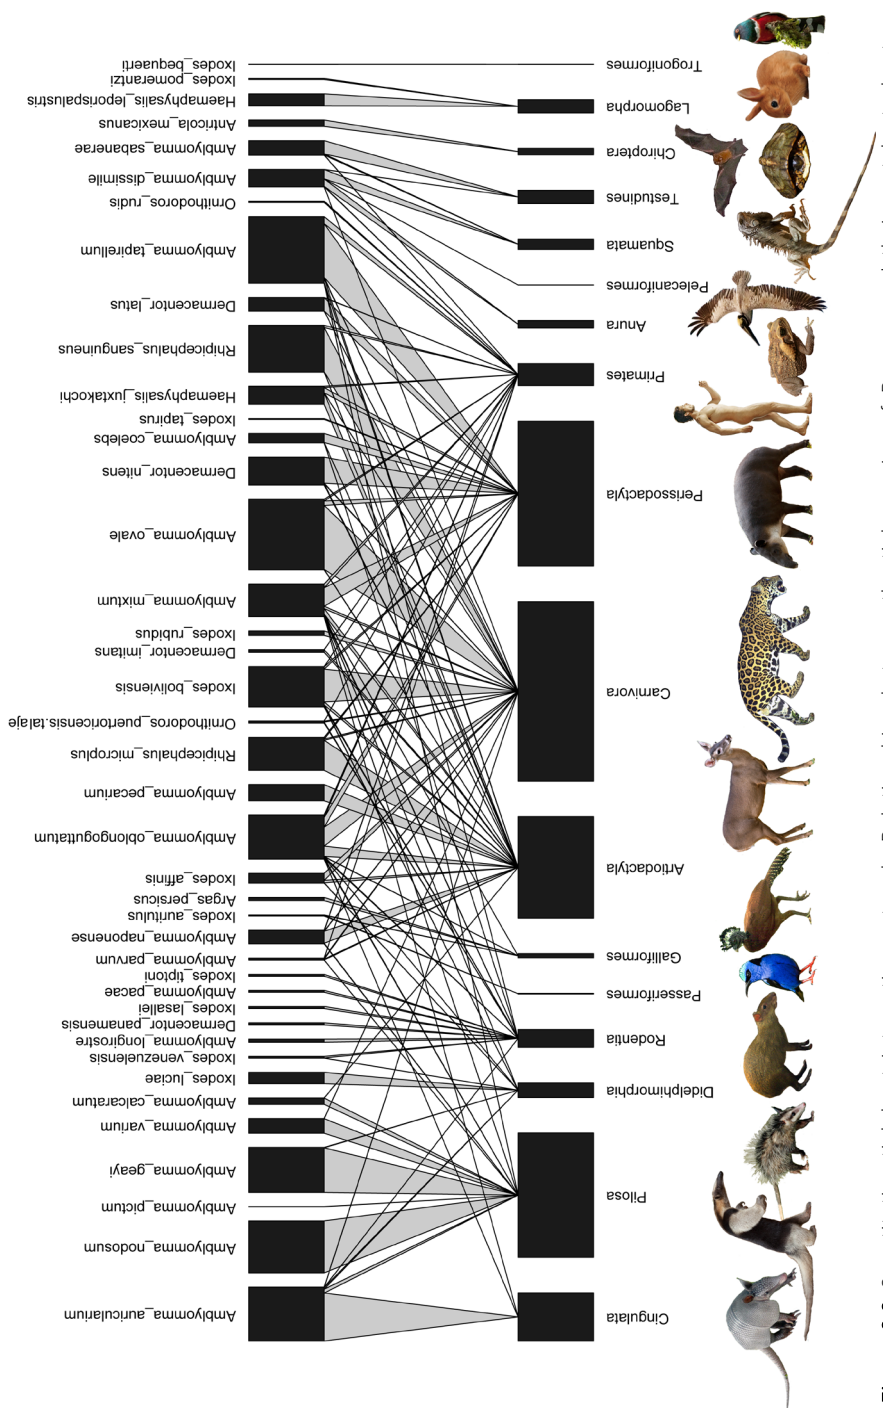 Ixodes_bequaerti
Ixodes_pomerantzi
Haemaphysalis_leporispalustris
Antricola_mexicanus
Amblyomma_sabanerae
Amblyomma_dissimile
Ornithodoros_rudis
Amblyomma_tapirellum
Dermacentor_latus
Rhipicephalus_sanguineus
Haemaphysalis_juxtakochi
Ixodes_tapirus
Amblyomma_coelebs
Dermacentor_nitens
Amblyomma_ovale
Amblyomma_mixtum
Ixodes_rubidus
Dermacentor_imitans
Ixodes_boliviensis
Ornithodoros_puertoricensis.talaje
Rhipicephalus_microplus
Amblyomma_pecarium
Amblyomma_oblongoguttatum
Ixodes_affinis
Argas_persicus
Ixodes_auritulus
Amblyomma_naponense
Amblyomma_parvum
Ixodes_tiptoni
Amblyomma_pacae
Ixodes_lasallei
Dermacentor_panamensis
Amblyomma_longirostre
Ixodes_venezuelensis
Ixodes_luciae
Amblyomma_calcaratum
Amblyomma_varium
Amblyomma_geayi
Amblyomma_pictum
Amblyomma_nodosum
Amblyomma_auricularium
Trogoniformes
Lagomorpha
Chiroptera
Testudines
Squamata
Pelecaniformes
Anura
Primates
Perissodactyla
Carnivora
Artiodactyla
Galliformes
Passeriformes
Rodentia
Didelphimorphia
Pilosa
Cingulata